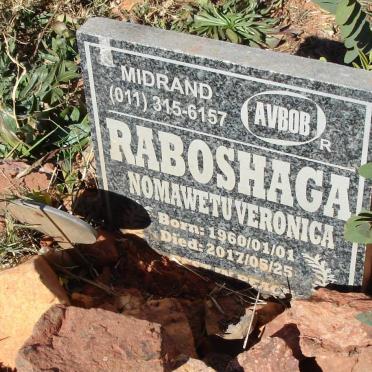 MIDRAND
(011) 315-6157
AVBOB
R
RABOSHAGA
NOMAWETU VERONICA
Born: 1960/01/01
Died: 2017/05/25